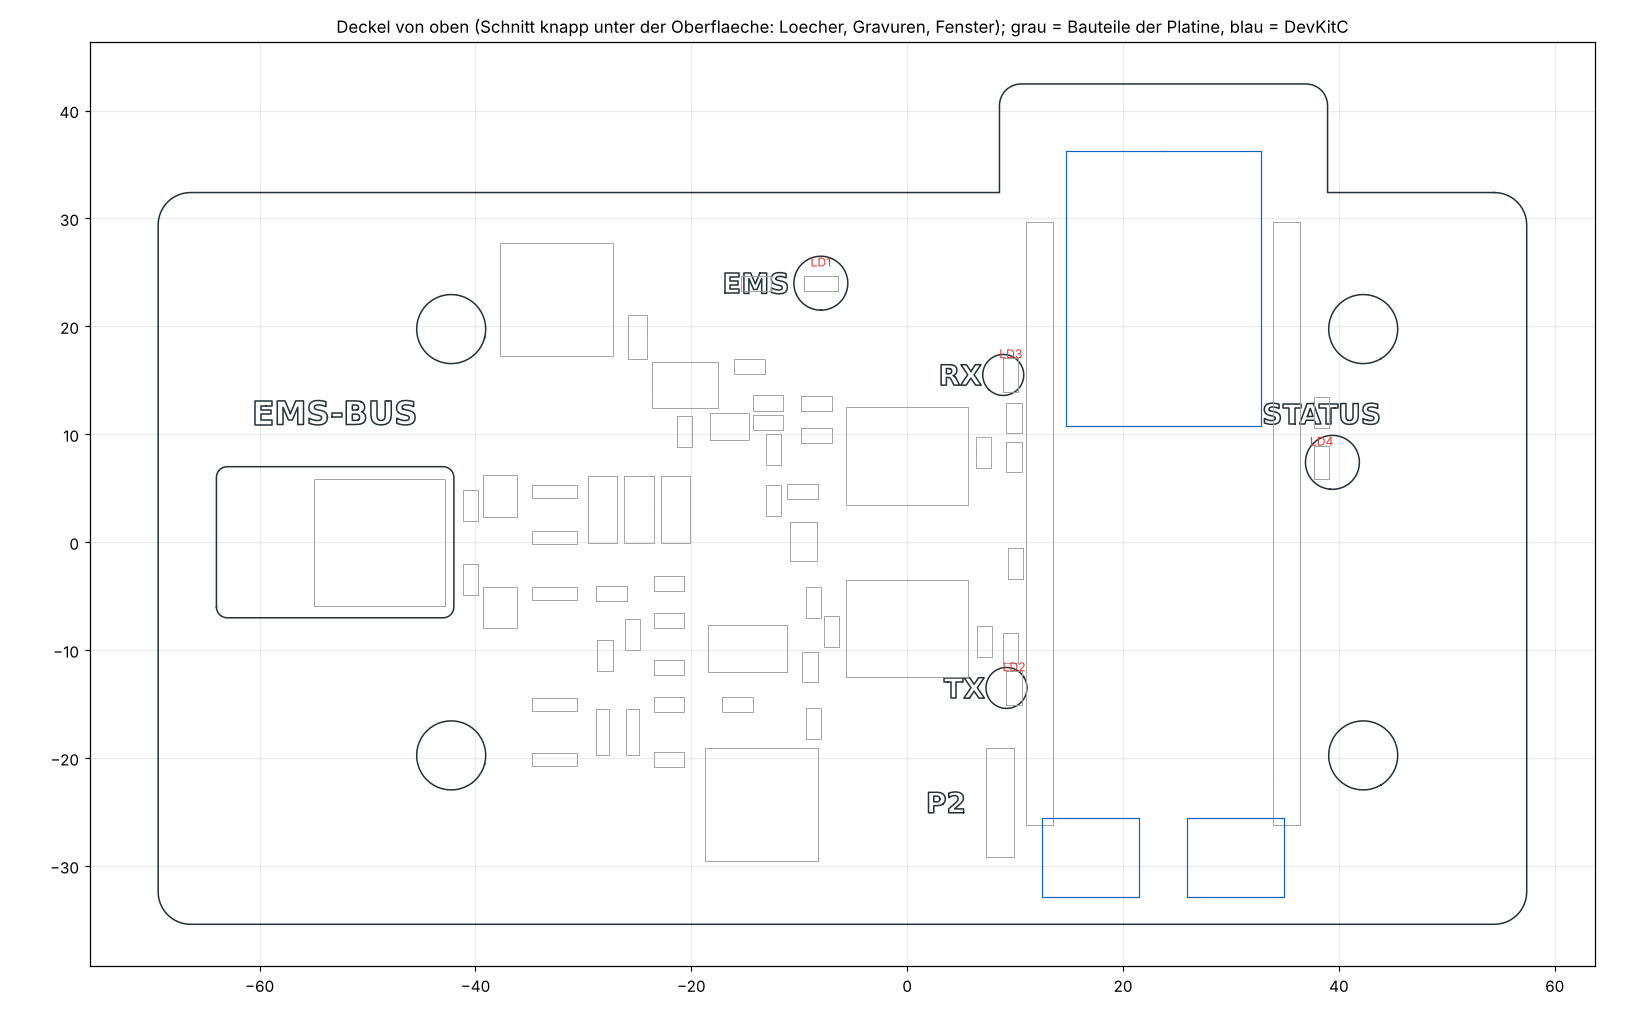 Deckel von oben (Schnitt knapp unter der Oberflaeche: Loecher, Gravuren, Fenster); grau = Bauteile der Platine, blau = DevKitC
40
30
LD1
EMS
20
LD3
RX
EMS-BUS
STATUS
10
LD4
0
−10
LD2
TX
−20
P2
−30
−60
−40
−20
0
20
40
60